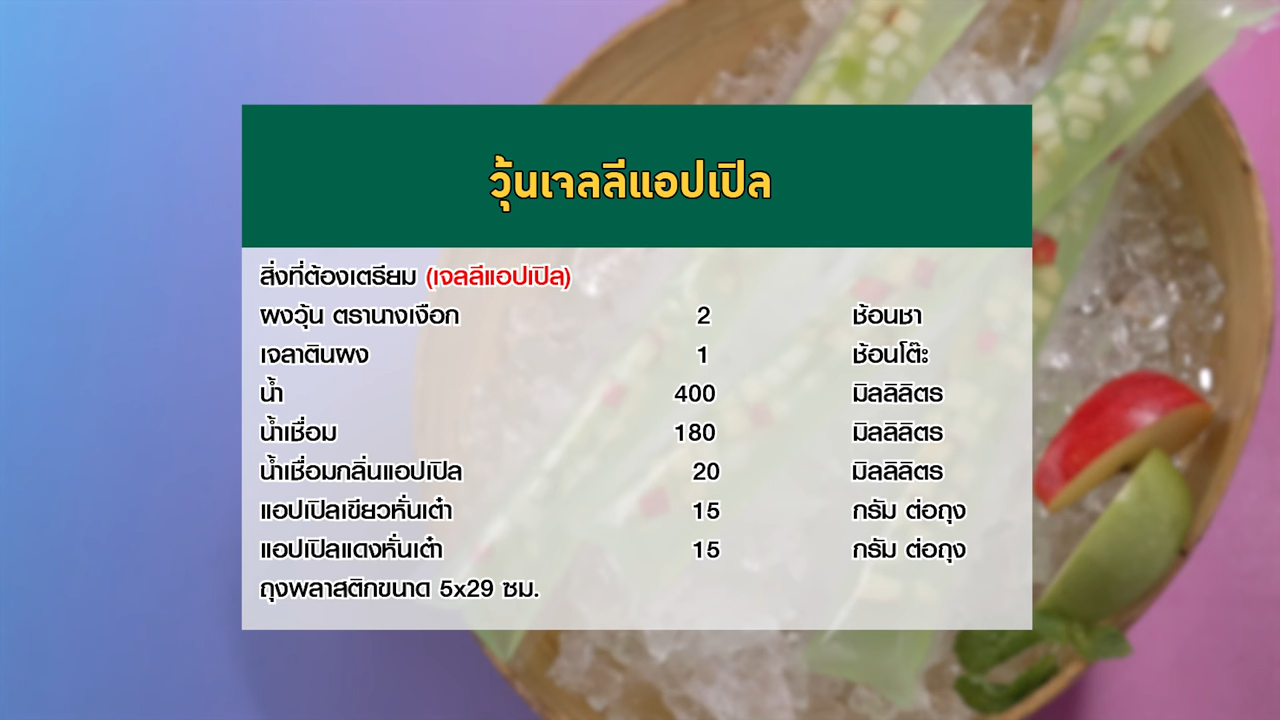 วุ้นเจลลีแอปเปิล
สิ่งที่ต้องเตรียม (เจลลีแอปเปิล)
ผงวุ้น ตรานางเงือก 2 ช้อนชา
เจลาตินผง 1 ช้อนโต๊ะ
น้ำ 400 มิลลิลิตร
น้ำเชื่อม 180 มิลลิลิตร
น้ำเชื่อมกลิ่นแอปเปิล 20 มิลลิลิตร
แอปเปิลเขียวหั่นเต๋า 15 กรัม ต่อถุง
แอปเปิลแดงหั่นเต๋า 15 กรัม ต่อถุง
ถุงพลาสติกขนาด 5x29 ซม.